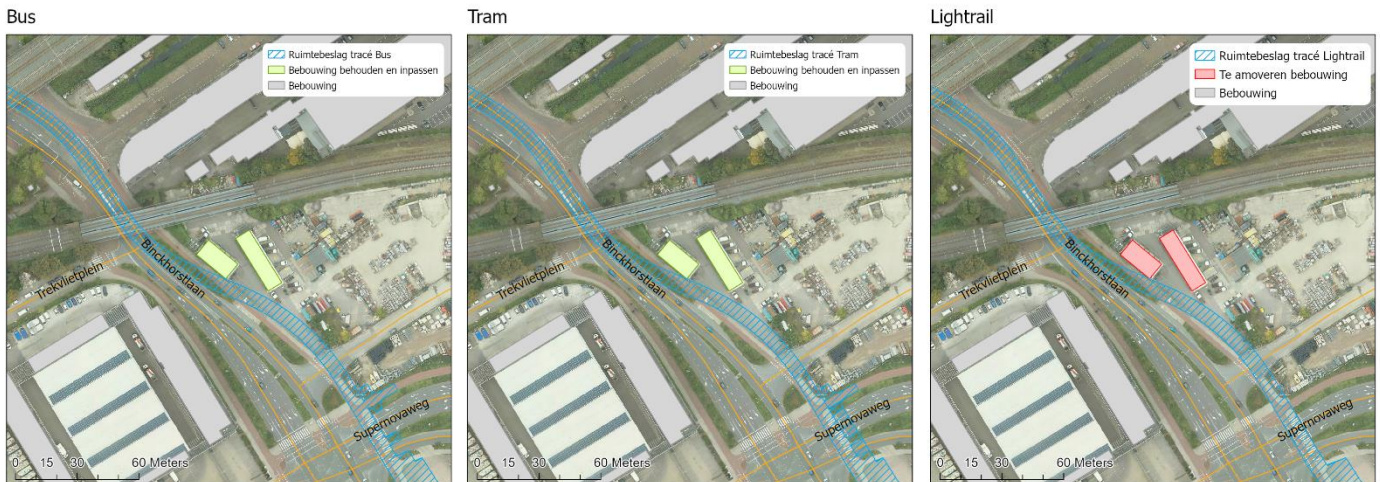 Bus
Ruimtebeslag tracé Bus
Bebouwing behouden en inpassen
Bebouwing
Binckhorstlaan
Trekvlietplein
Supernovaweg
0 15 30 60 Meters
Tram
Ruimtebeslag tracé Tram
Bebouwing behouden en inpassen
Bebouwing
Binckhorstlaan
Trekvlietplein
Supernovaweg
0 15 30 60 Meters
Lightrail
Ruimtebeslag tracé Lightrail
Te amoveren bebouwing
Bebouwing
Binckhorstlaan
Trekvlietplein
Supernovaweg
0 15 30 60 Meters